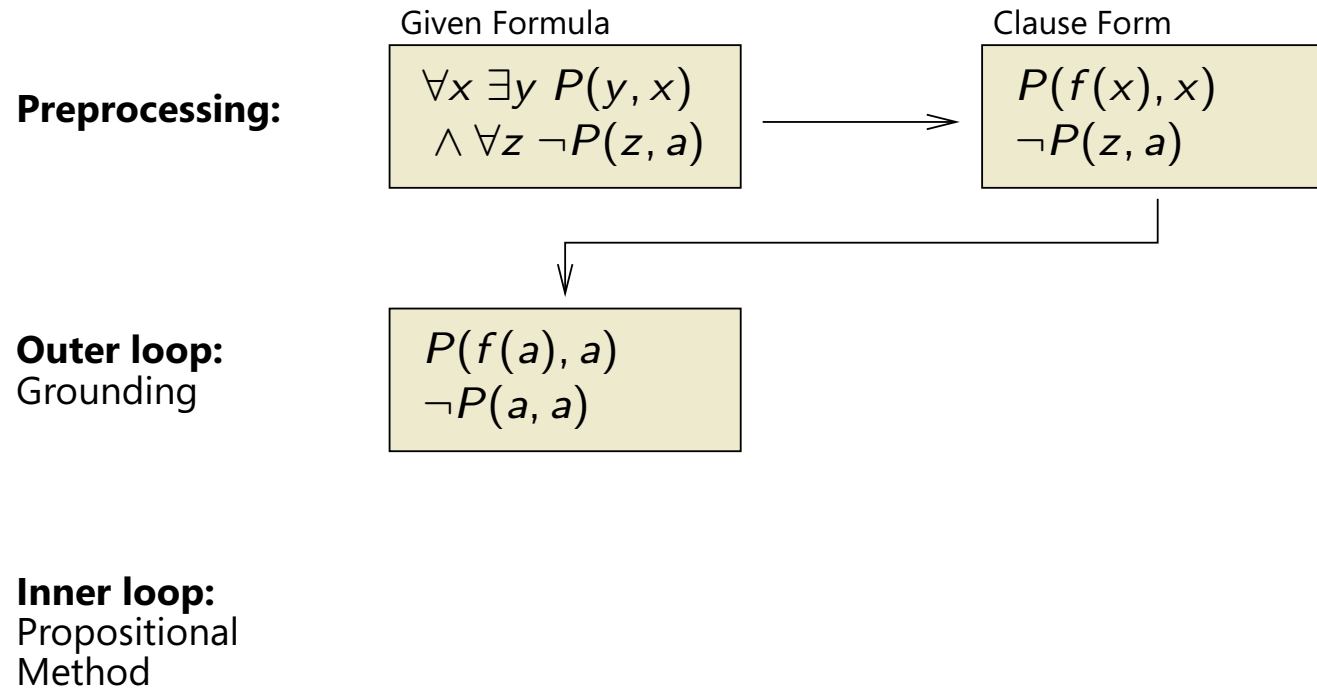 Given Formula
Clause Form
Preprocessing:
∀x ∃y P(y, x)
∧ ∀z ¬P(z, a)
P(f(x), x)
¬P(z, a)
Outer loop:
Grounding
P(f(a), a)
¬P(a, a)
Inner loop:
Propositional
Method